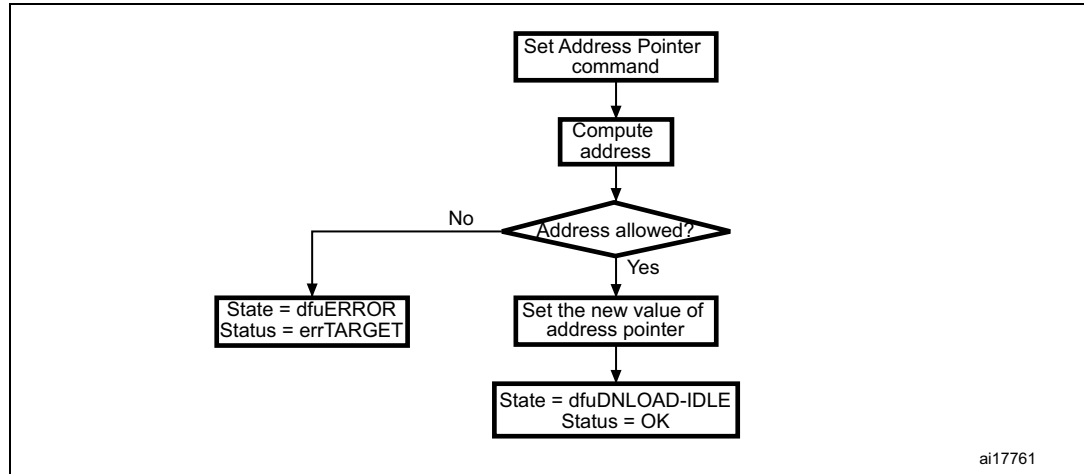 Set Address Pointer
command
Compute
address
Address allowed?
No
Yes
State = dfuERROR
Status = errTARGET
Set the new value of
address pointer
State = dfuDNLOAD-IDLE
Status = OK
ai17761